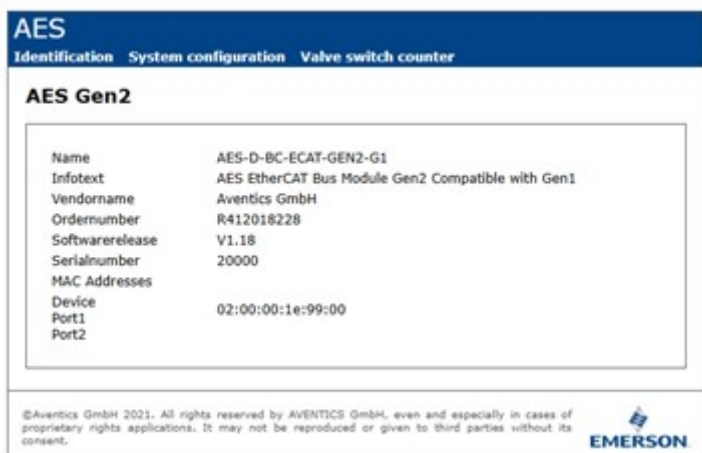 AES
Identification System configuration Valve switch counter
AES Gen2
Name AES-D-BC-ECAT-GEN2-G1
Infotext AES EtherCAT Bus Module Gen2 Compatible with Gen1
Vendorname Aventics GmbH
Ordernumber R412018228
Softwarerelease V1.18
Serialnumber 20000
MAC Addresses
Device
Port1 02:00:00:1e:99:00
Port2
©Aventics GmbH 2021. All rights reserved by AVENTICS GmbH, even and especially in cases of
proprietary rights applications. It may not be reproduced or given to third parties without its
consent.
EMERSON